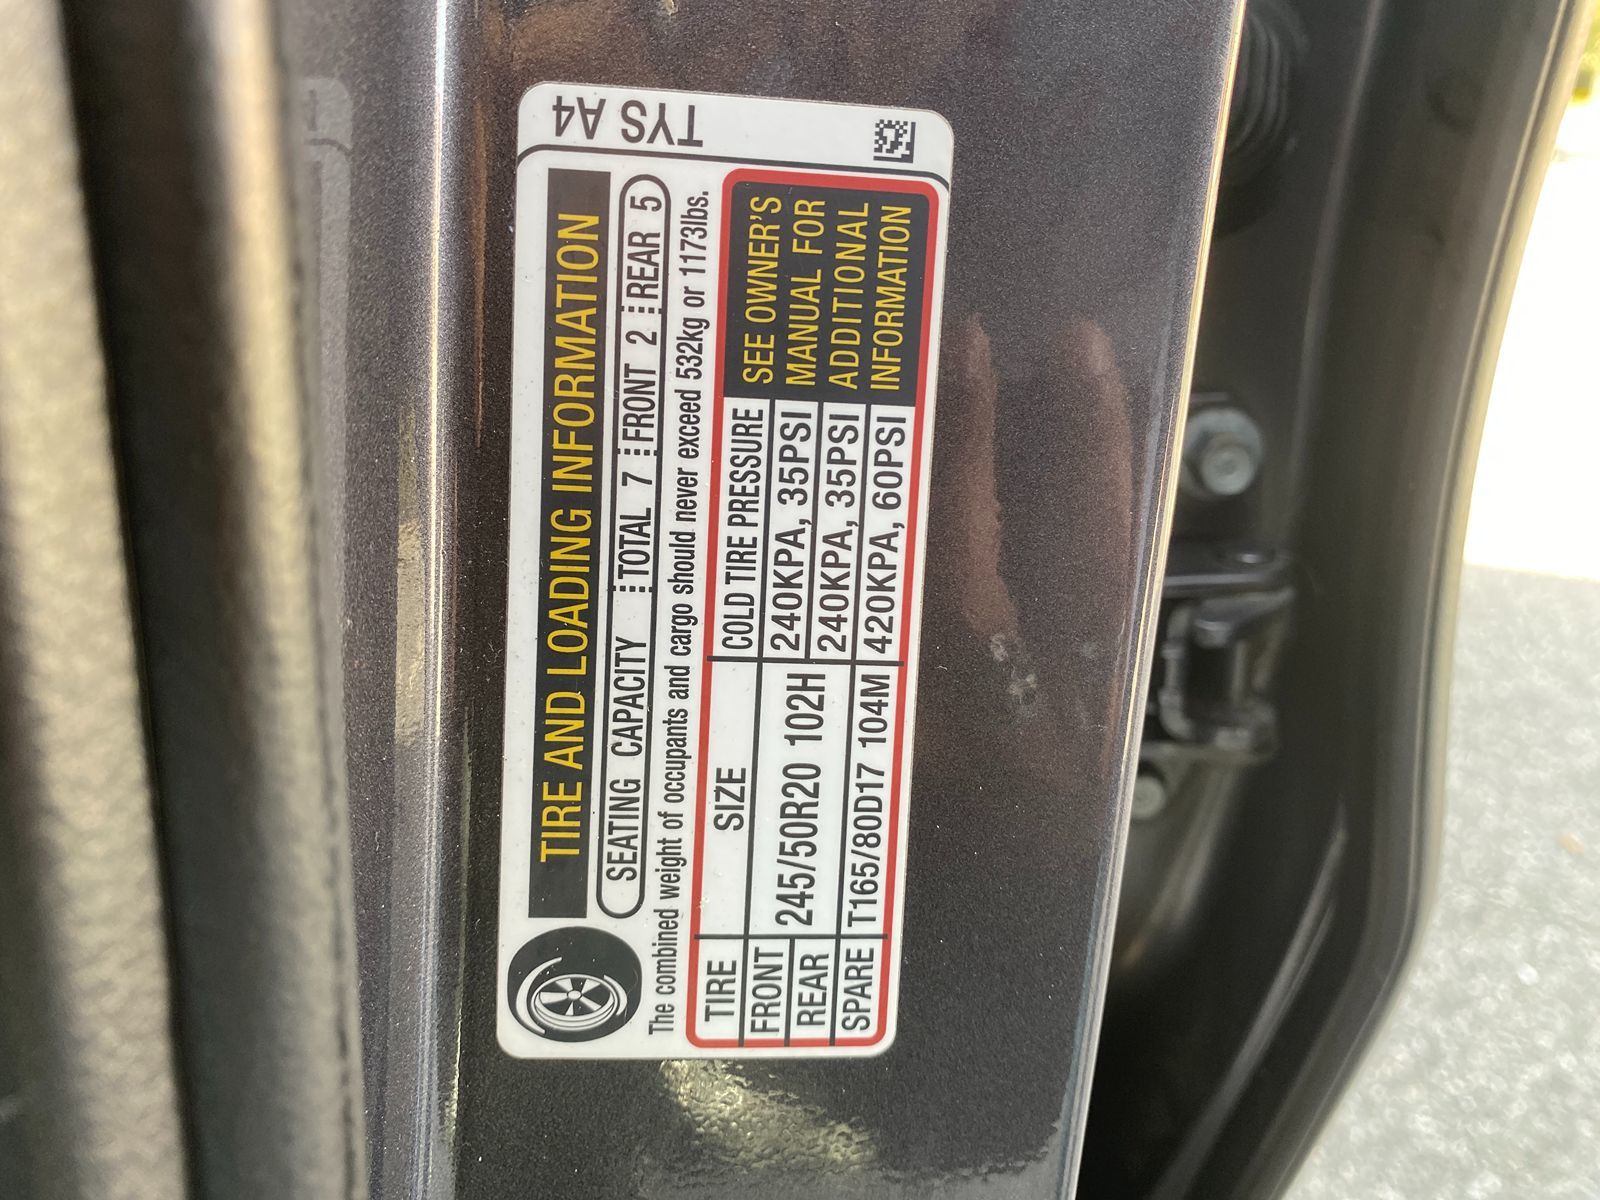 TYS A4
TIRE AND LOADING INFORMATION
SEATING CAPACITY TOTAL 7 FRONT 2 REAR 5
The combined weight of occupants and cargo should never exceed 532kg or 1173lbs.
TIRE SIZE COLD TIRE PRESSURE
FRONT 245/50R20 102H 240KPA, 35PSI
REAR 240KPA, 35PSI
SPARE T165/80D17 104M 420KPA, 60PSI
SEE OWNER'S
MANUAL FOR
ADDITIONAL
INFORMATION